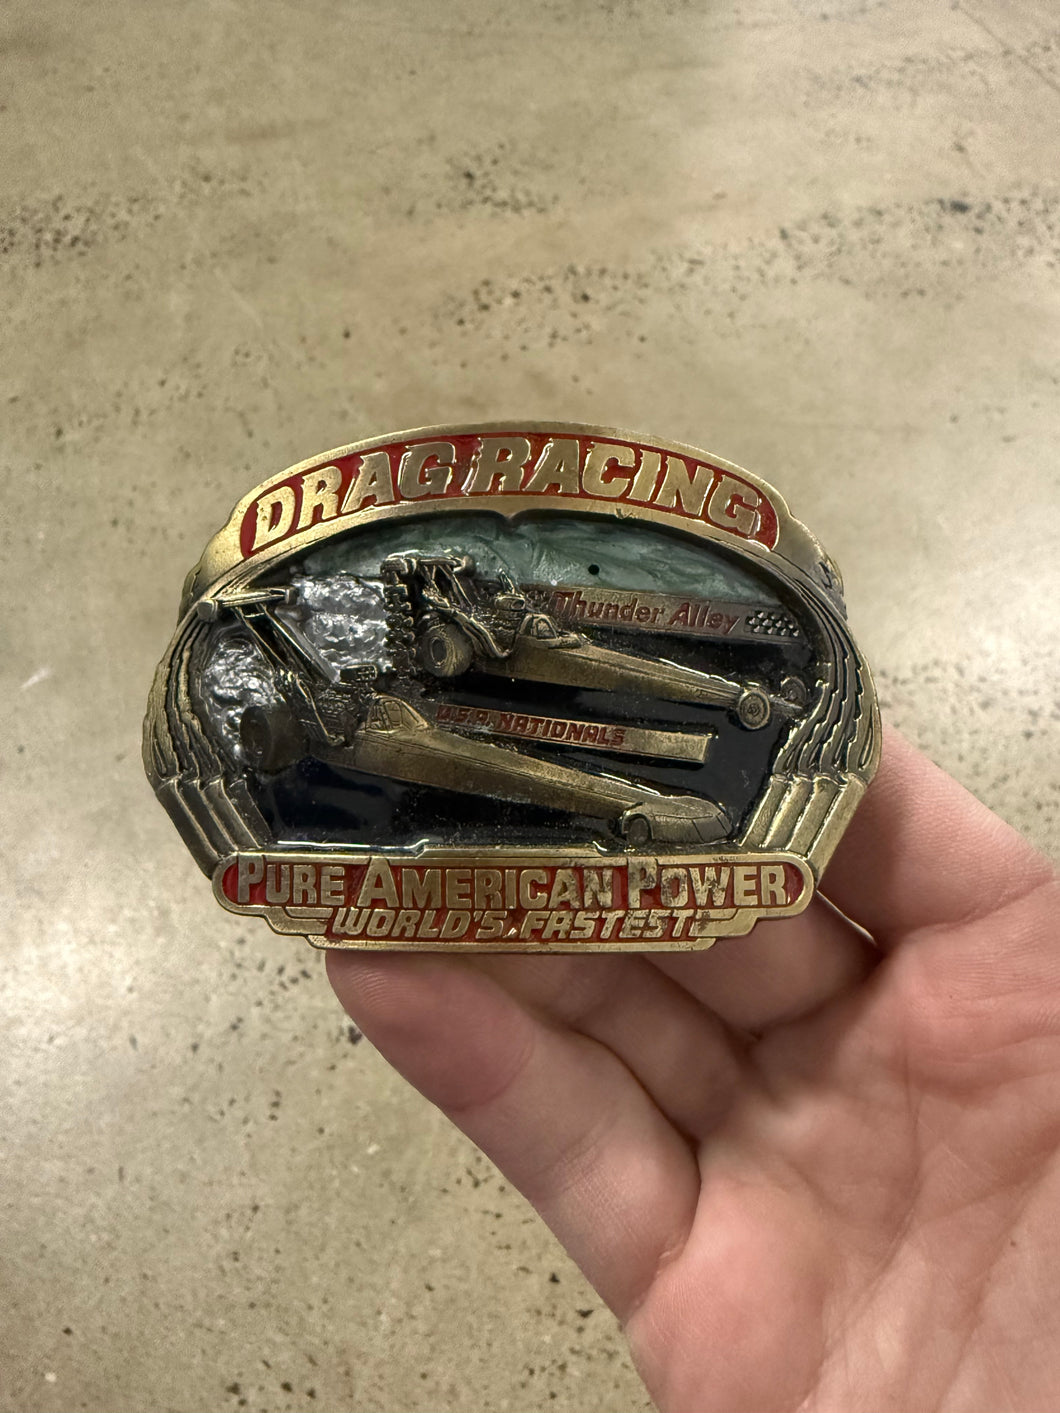 DRAG RACING
Thunder Alley
U.S.A. NATIONALS
PURE AMERICAN POWER
WORLD'S FASTEST